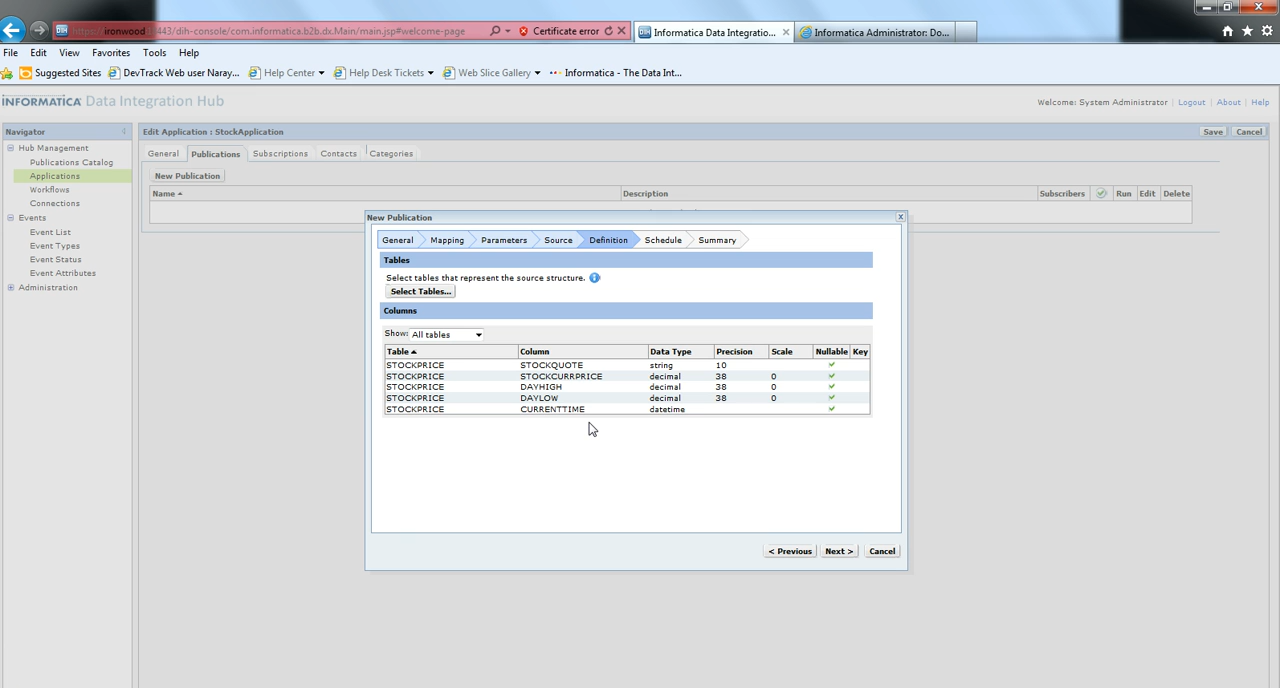 https://ironwood:1443/dih-console/com.informatica.b2b.dx.Main/main.jsp#welcome-page Certificate error Informatica Data Integratio... Informatica Administrator: Do...
File Edit View Favorites Tools Help
Suggested Sites DevTrack Web user Naray... Help Center Help Desk Tickets Web Slice Gallery Informatica - The Data Int...
INFORMATICA Data Integration Hub Welcome: System Administrator | Logout | About | Help
Navigator Edit Application : StockApplication Save Cancel
Hub Management
Publications Catalog
Applications
Workflows
Connections
Events
Event List
Event Types
Event Status
Event Attributes
Administration
General Publications Subscriptions Contacts Categories
New Publication
Name Description Subscribers Run Edit Delete
New Publication
General Mapping Parameters Source Definition Schedule Summary
Tables
Select tables that represent the source structure.
Select Tables...
Columns
Show: All tables
Table Column Data Type Precision Scale Nullable Key
STOCKPRICE STOCKQUOTE string 10
STOCKPRICE STOCKCURRPRICE decimal 38 0
STOCKPRICE DAYHIGH decimal 38 0
STOCKPRICE DAYLOW decimal 38 0
STOCKPRICE CURRENTTIME datetime
< Previous Next > Cancel